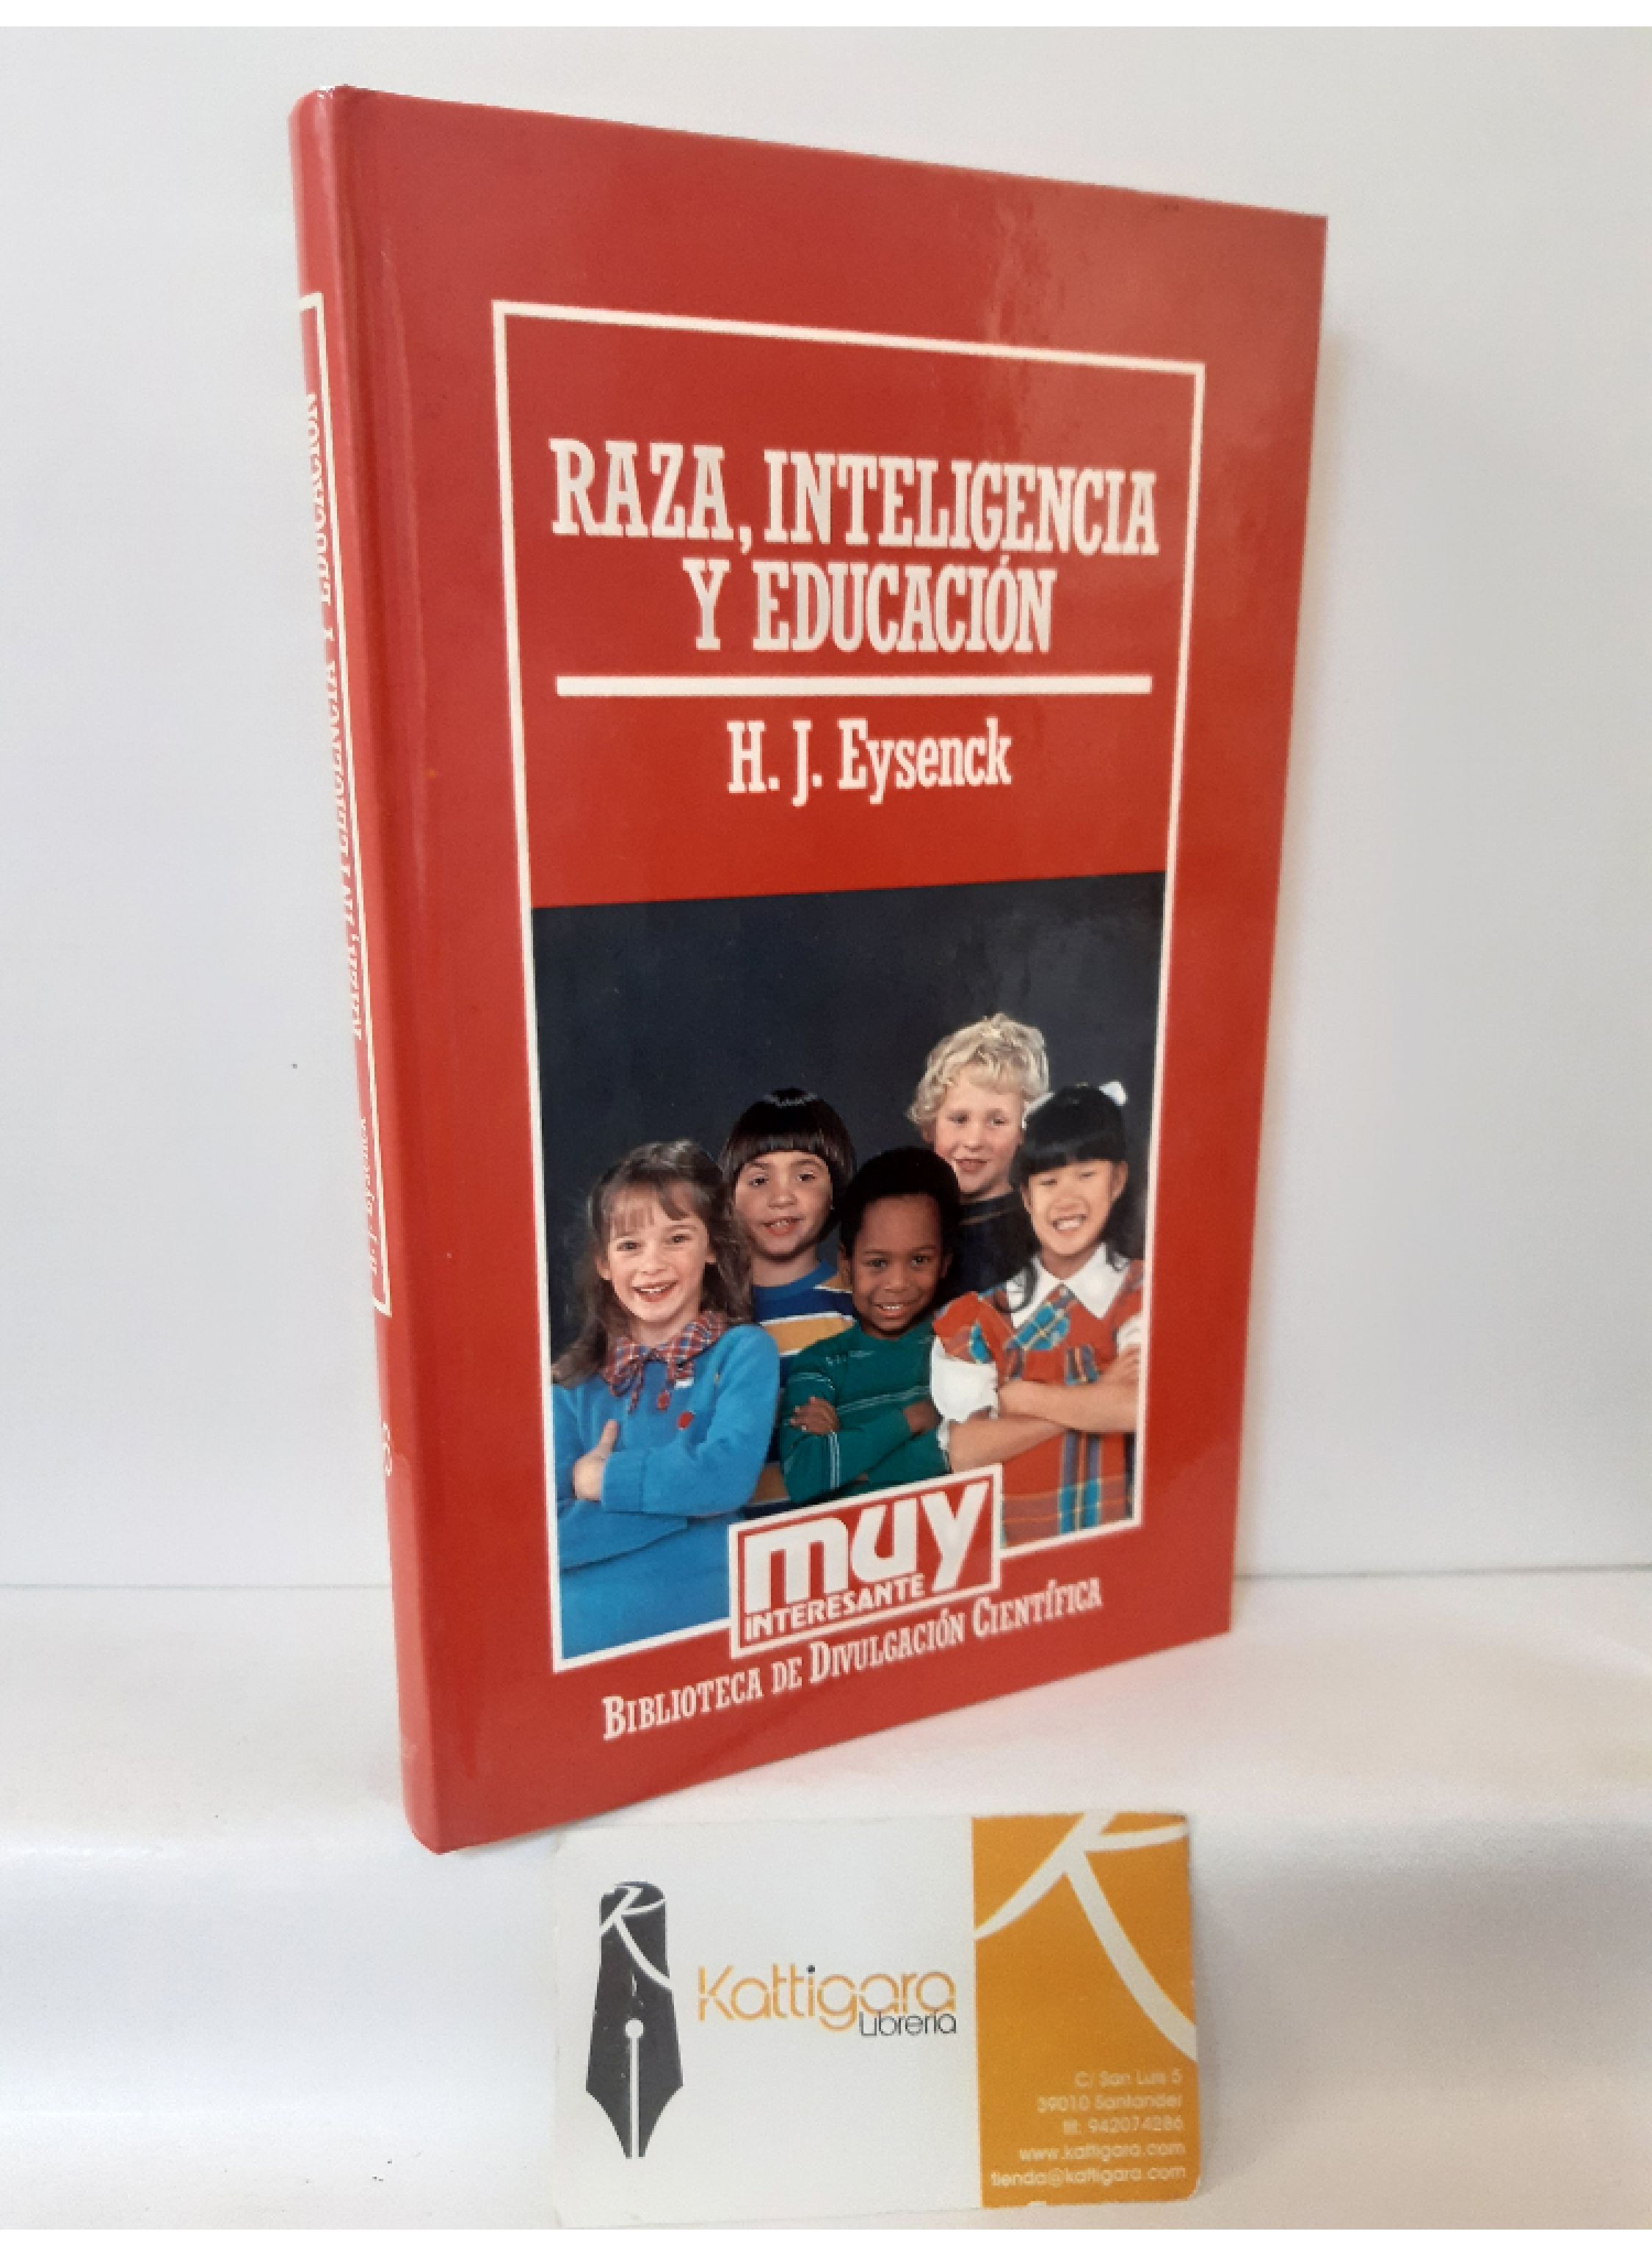 RAZA, INTELIGENCIA
Y EDUCACIÓN
H. J. Eysenck
muy
INTERESANTE
BIBLIOTECA DE DIVULGACIÓN CIENTÍFICA
RAZA, INTELIGENCIA Y EDUCACIÓN
H. J. Eysenck
Kattigara
Librería
C/ San Luis 5
39010 Santander
tlf: 942074286
www.kattigara.com
tienda@kattigara.com